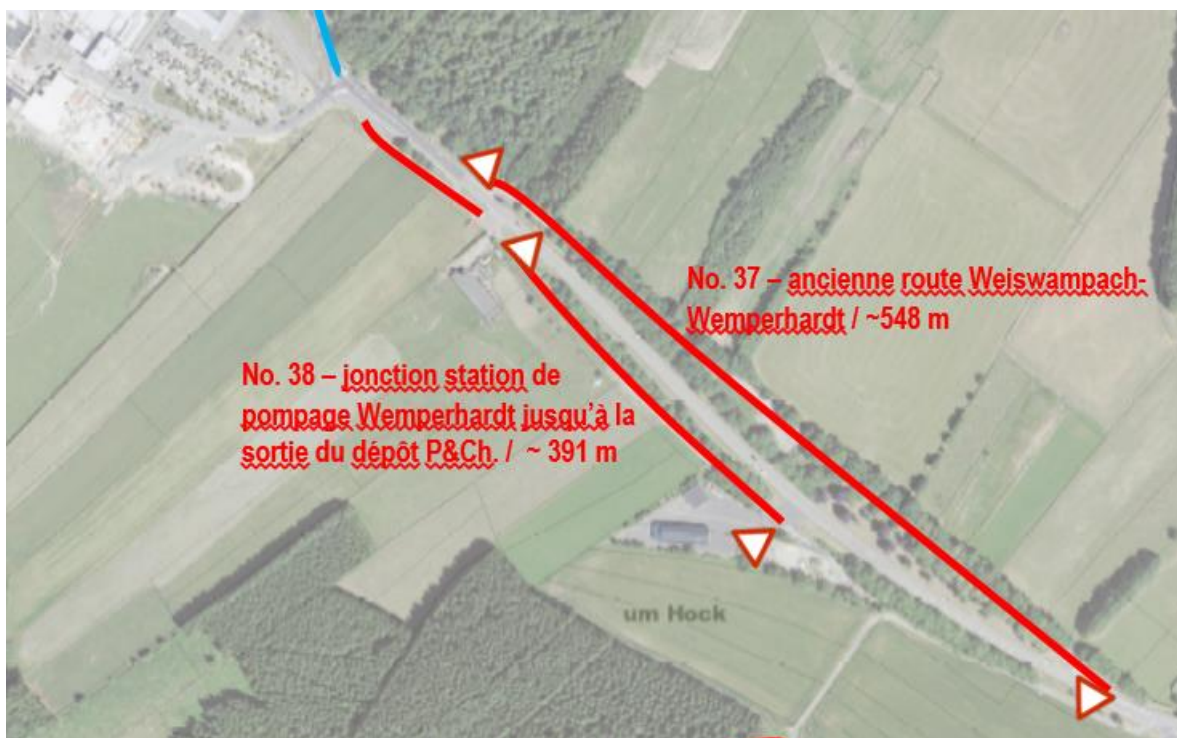 No. 37 – ancienne route Weiswampach-
Wemperhardt / ~548 m
No. 38 – jonction station de
pompage Wemperhardt jusqu'à la
sortie du dépôt P&Ch. /  ~ 391 m
um Hock